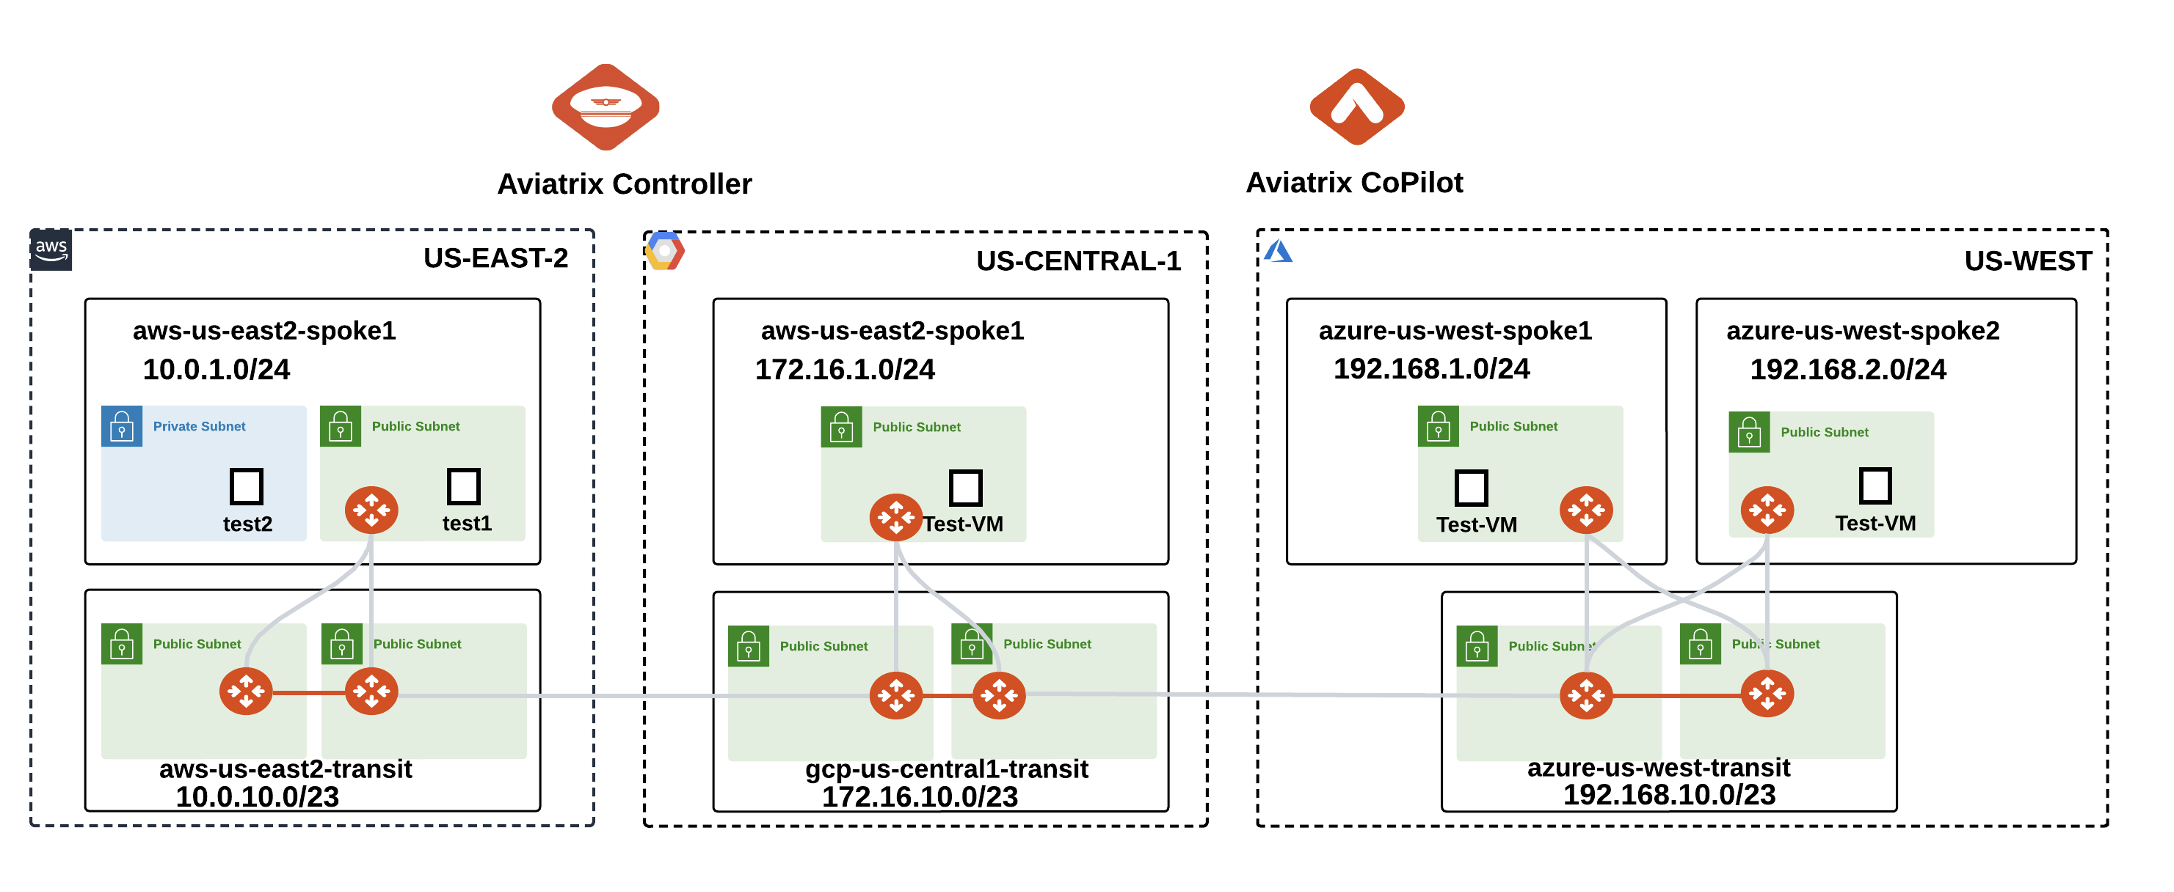 Aviatrix Controller
Aviatrix CoPilot
aws
US-EAST-2
aws-us-east2-spoke1
10.0.1.0/24
Private Subnet
Public Subnet
test2
test1
Public Subnet
Public Subnet
aws-us-east2-transit
10.0.10.0/23
US-CENTRAL-1
aws-us-east2-spoke1
172.16.1.0/24
Public Subnet
Test-VM
Public Subnet
Public Subnet
gcp-us-central1-transit
172.16.10.0/23
US-WEST
azure-us-west-spoke1
192.168.1.0/24
Public Subnet
Test-VM
azure-us-west-spoke2
192.168.2.0/24
Public Subnet
Test-VM
Public Subnet
Public Subnet
azure-us-west-transit
192.168.10.0/23